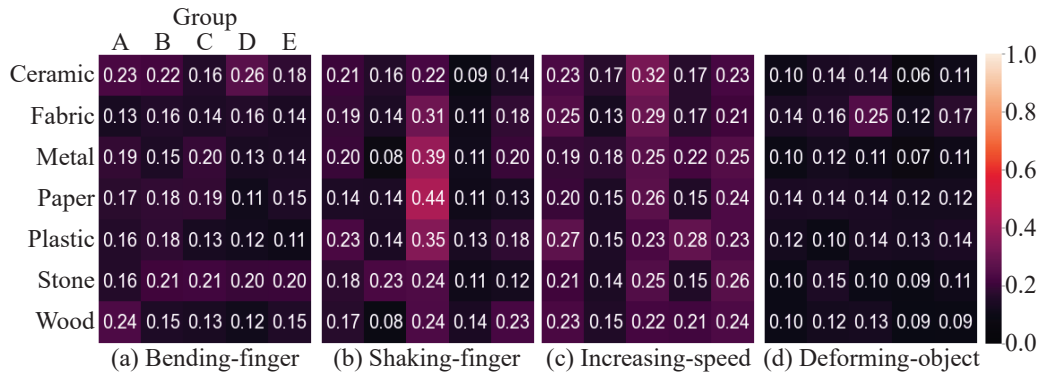 Group
A B C D E
Ceramic 0.23 0.22 0.16 0.26 0.18 0.21 0.16 0.22 0.09 0.14 0.23 0.17 0.32 0.17 0.23 0.10 0.14 0.14 0.06 0.11 1.0
Fabric 0.13 0.16 0.14 0.16 0.14 0.19 0.14 0.31 0.11 0.18 0.25 0.13 0.29 0.17 0.21 0.14 0.16 0.25 0.12 0.17 0.8
Metal 0.19 0.15 0.20 0.13 0.14 0.20 0.08 0.39 0.11 0.20 0.19 0.18 0.25 0.22 0.25 0.10 0.12 0.11 0.07 0.11 0.6
Paper 0.17 0.18 0.19 0.11 0.15 0.14 0.14 0.44 0.11 0.13 0.20 0.15 0.26 0.15 0.24 0.14 0.14 0.14 0.12 0.12
Plastic 0.16 0.18 0.13 0.12 0.11 0.23 0.14 0.35 0.13 0.18 0.27 0.15 0.23 0.28 0.23 0.12 0.10 0.14 0.13 0.14 0.4
Stone 0.16 0.21 0.21 0.20 0.20 0.18 0.23 0.24 0.11 0.12 0.21 0.14 0.25 0.15 0.26 0.10 0.15 0.10 0.09 0.11 0.2
Wood 0.24 0.15 0.13 0.12 0.15 0.17 0.08 0.24 0.14 0.23 0.23 0.15 0.22 0.21 0.24 0.10 0.12 0.13 0.09 0.09 0.0
(a) Bending-finger (b) Shaking-finger (c) Increasing-speed (d) Deforming-object